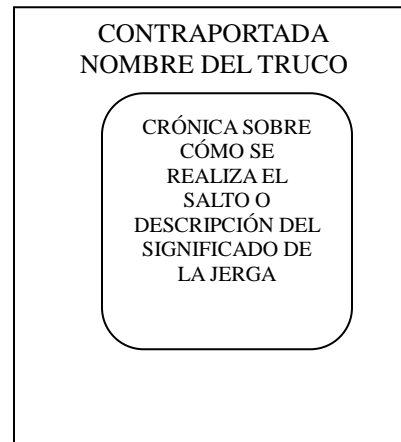 CONTRAPORTADA
NOMBRE DEL TRUCO
CRÓNICA SOBRE
CÓMO SE
REALIZA EL
SALTO O
DESCRIPCIÓN DEL
SIGNIFICADO DE
LA JERGA